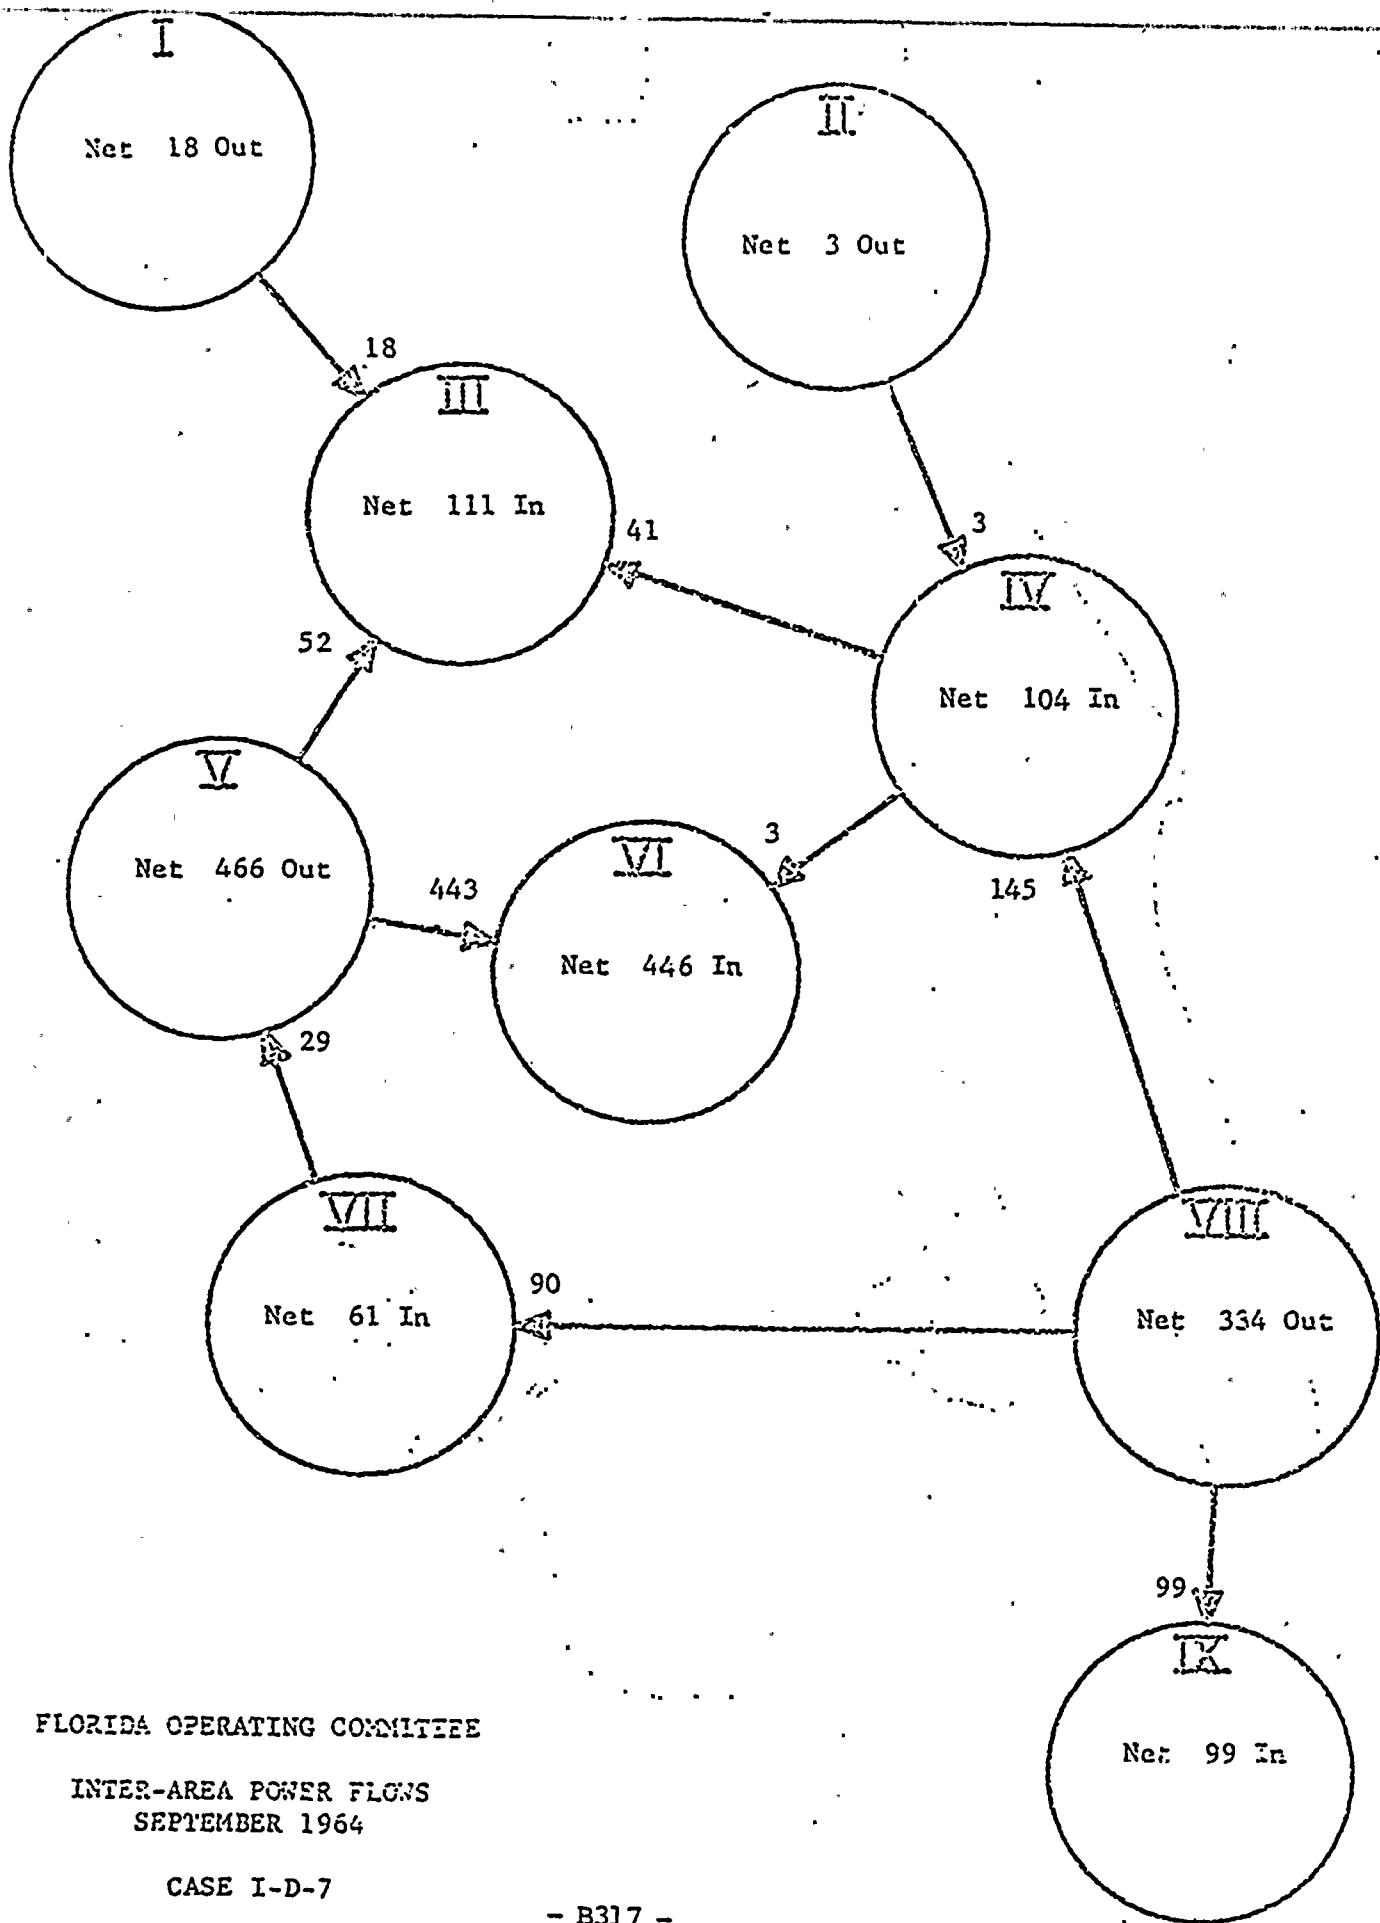 I
Net 18 Out
II
Net 3 Out
18
III
Net 111 In
41
3
IV
Net 104 In
52
V
Net 466 Out
443
VI
Net 446 In
3
145
29
VII
Net 61 In
90
VIII
Net 334 Out
99
IX
Net 99 In
FLORIDA OPERATING COMMITTEE
INTER-AREA POWER FLOWS
SEPTEMBER 1964
CASE I-D-7
- B317 -